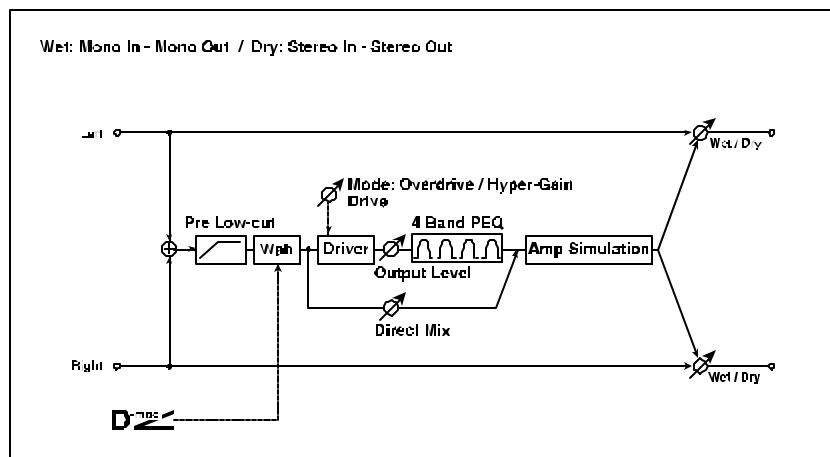 Wet: Mono In - Mono Out / Dry: Stereo In - Stereo Out
Left
Wet / Dry
Mode: Overdrive / Hyper-Gain
Drive
Pre Low-cut
4 Band PEQ
Wah
Driver
Amp Simulation
Output Level
Direct Mix
Right
Wet / Dry